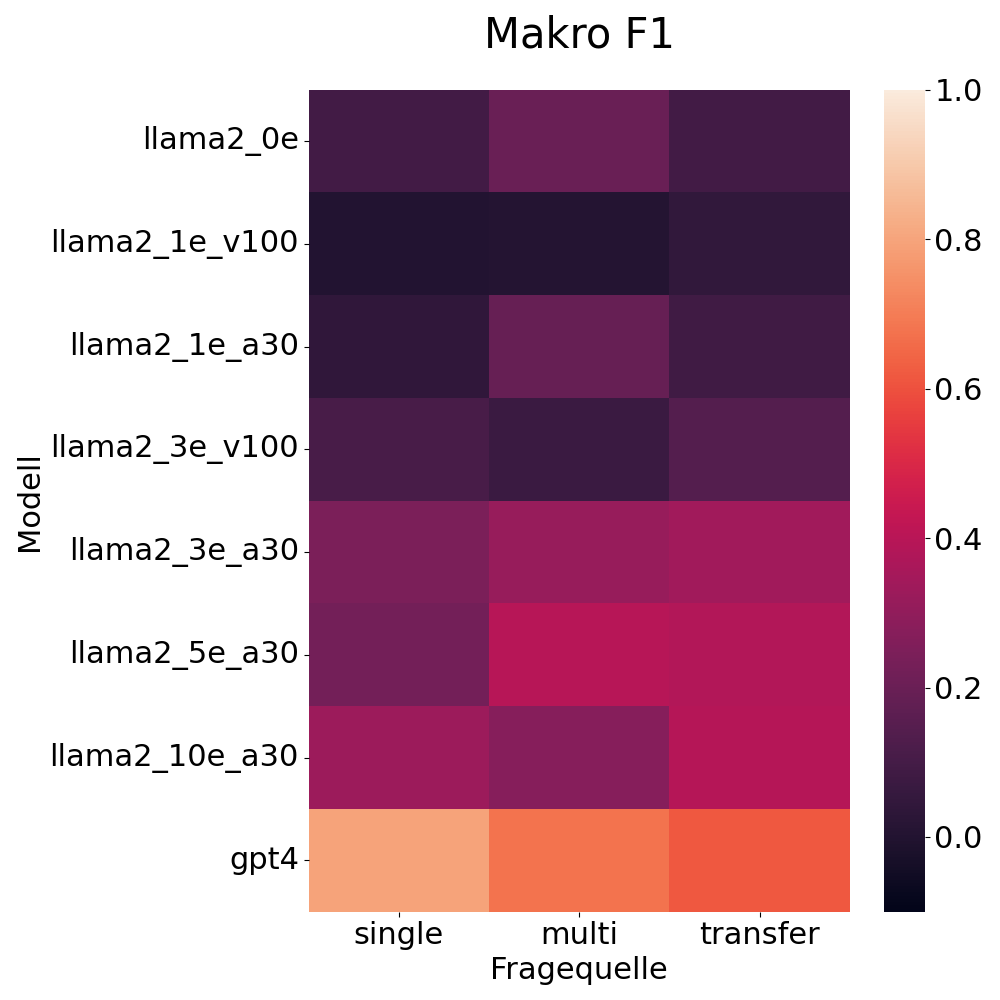 Makro F1
Modell
llama2_0e
llama2_1e_v100
llama2_1e_a30
llama2_3e_v100
llama2_3e_a30
llama2_5e_a30
llama2_10e_a30
gpt4
single multi transfer
Fragequelle
1.0
0.8
0.6
0.4
0.2
0.0